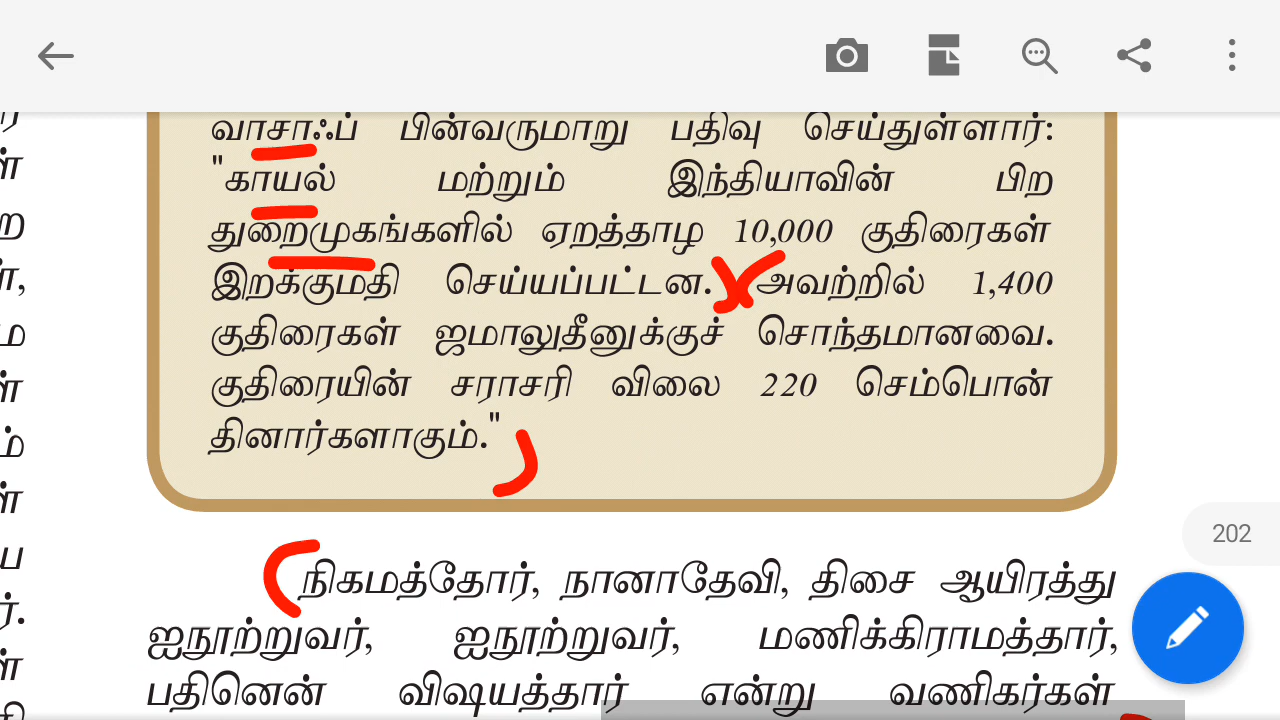 வாசாஃப் பின்வருமாறு பதிவு செய்துள்ளார்:
"காயல் மற்றும் இந்தியாவின் பிற
துறைமுகங்களில் ஏறத்தாழ 10,000 குதிரைகள்
இறக்குமதி செய்யப்பட்டன. அவற்றில் 1,400
குதிரைகள் ஜமாலுதீனுக்குச் சொந்தமானவை.
குதிரையின் சராசரி விலை 220 செம்பொன்
தினார்களாகும்."
202
நிகமத்தோர், நானாதேவி, திசை ஆயிரத்து
ஐநூற்றுவர், ஐநூற்றுவர், மணிக்கிராமத்தார்,
பதினென் விஷயத்தார் என்று வணிகர்கள்